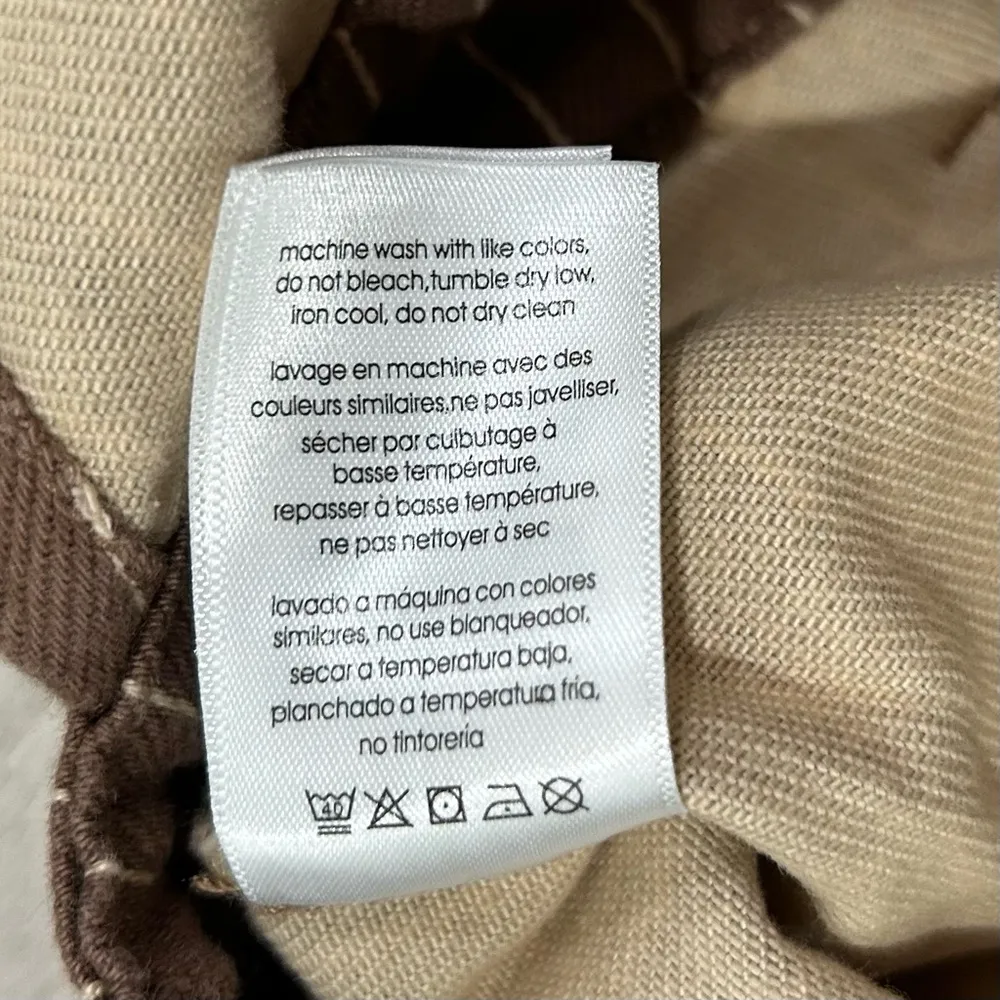 machine wash with like colors,
do not bleach,tumble dry low,
iron cool, do not dry clean
lavage en machine avec des
couleurs similaires.ne pas javelliser,
sécher par culbutage à
basse température,
repasser à basse température,
ne pas nettoyer à sec
lavado a máquina con colores
similares, no use blanqueador,
secar a temperatura baja,
planchado a temperatura fria,
no tintorería
40